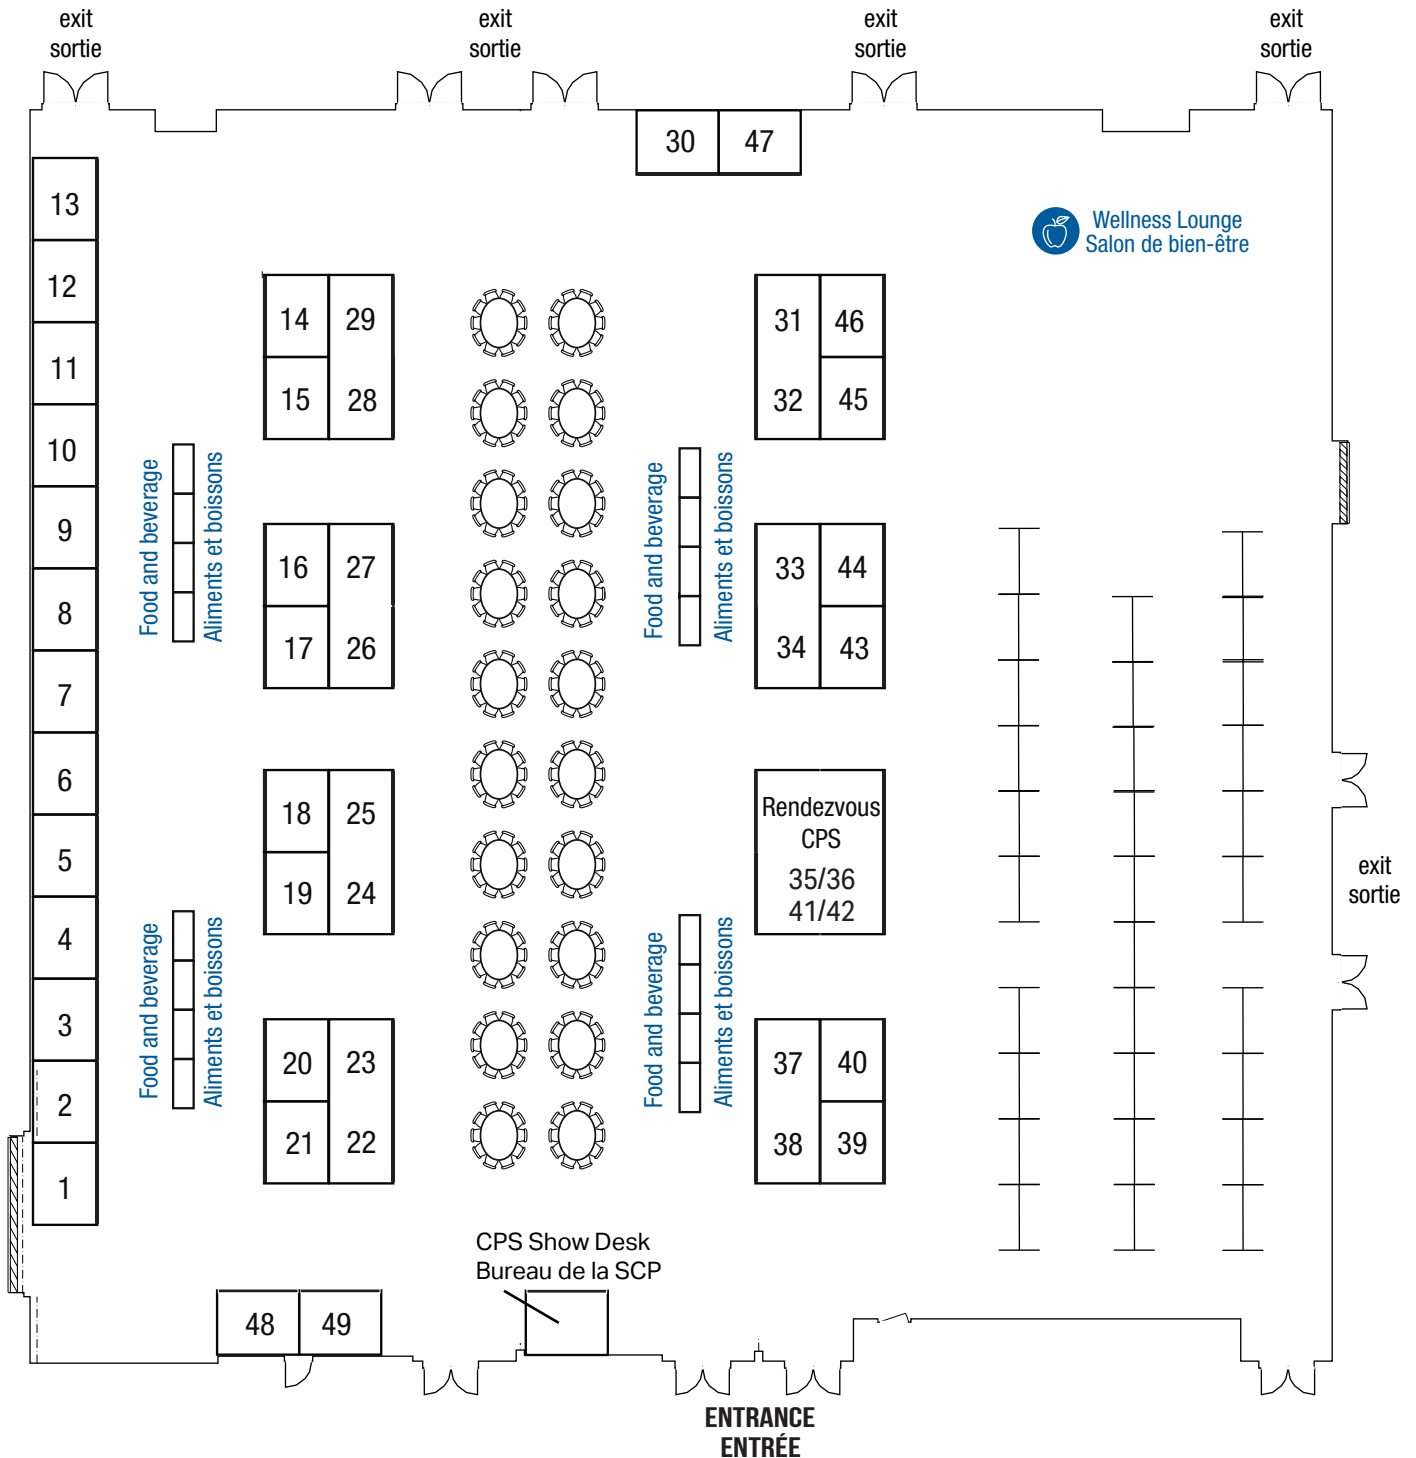 exit
sortie
exit
sortie
exit
sortie
exit
sortie
30
47
Wellness Lounge
Salon de bien-être
13
12
11
10
9
8
7
6
5
4
3
2
1
14
29
15
28
16
27
17
26
18
25
19
24
20
23
21
22
Food and beverage
Aliments et boissons
Food and beverage
Aliments et boissons
31
46
32
45
33
44
34
43
Rendezvous
CPS
35/36
41/42
37
40
38
39
Food and beverage
Aliments et boissons
Food and beverage
Aliments et boissons
exit
sortie
CPS Show Desk
Bureau de la SCP
48
49
ENTRANCE
ENTRÉE